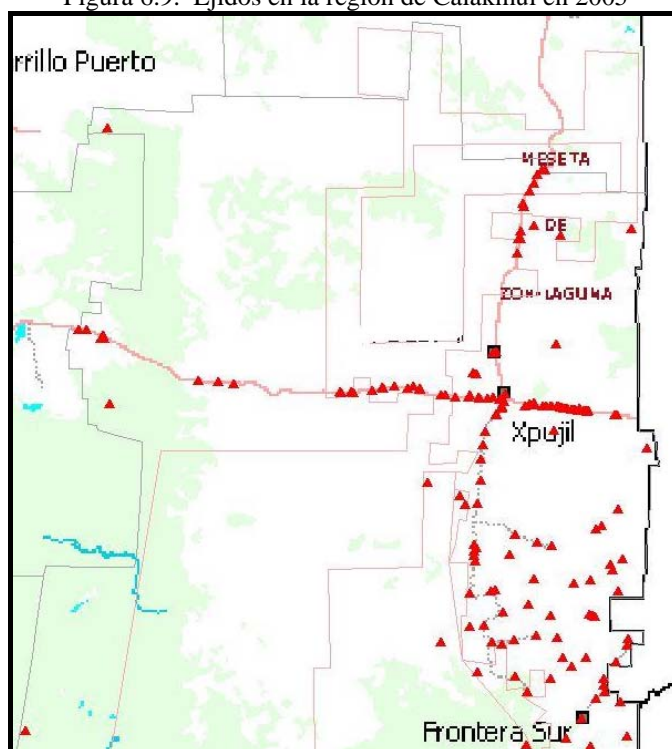 Figura 6.9. Ejidos en la región de Calakmul en 2005
rrillo Puerto
MESETA
DE
ZOH-LAGUNA
Xpujil
Frontera Sur